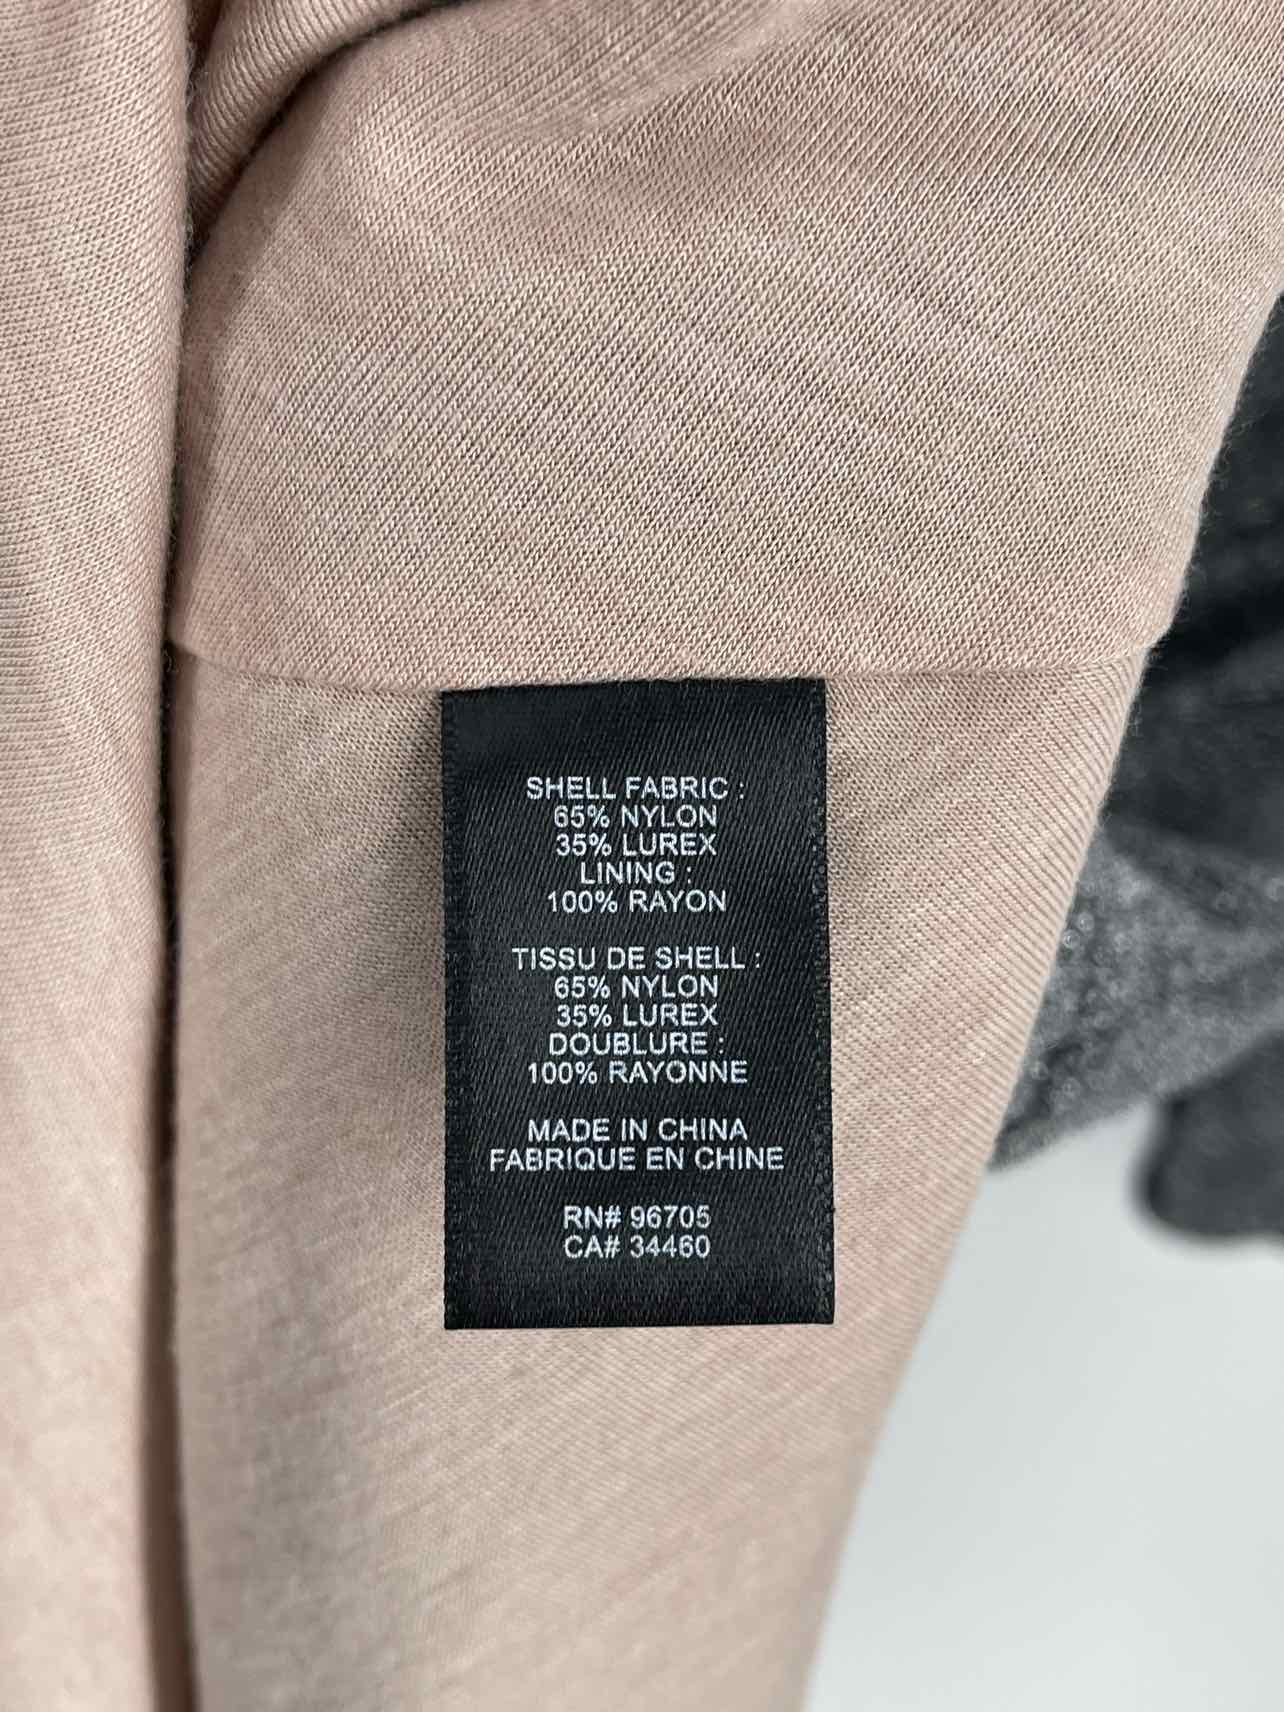 SHELL FABRIC :
65% NYLON
35% LUREX
LINING :
100% RAYON
TISSU DE SHELL :
65% NYLON
35% LUREX
DOUBLURE :
100% RAYONNE
MADE IN CHINA
FABRIQUE EN CHINE
RN# 96705
CA# 34460